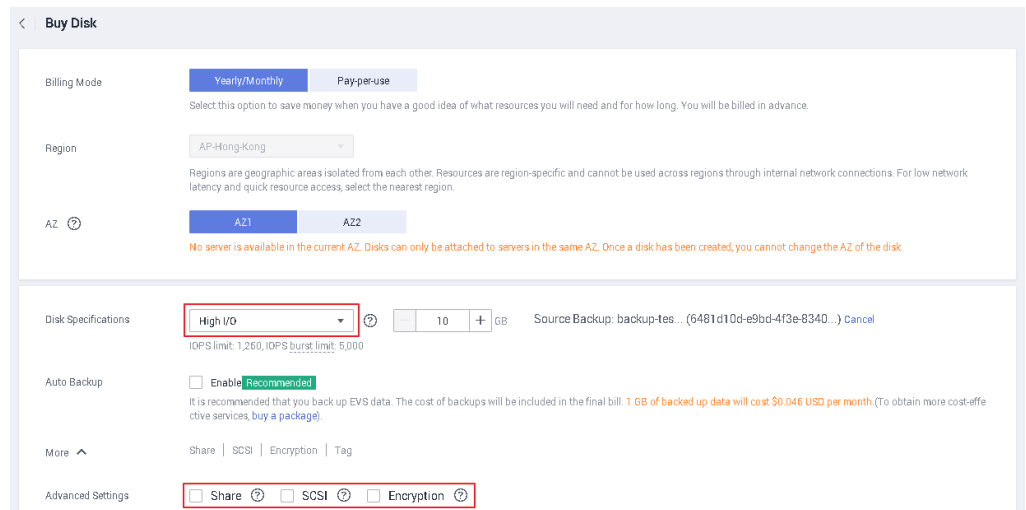 Buy Disk
Billing Mode
Yearly/Monthly
Pay-per-use
Select this option to save money when you have a good idea of what resources you will need and for how long. You will be billed in advance.
Region
AP-Hong-Kong
Regions are geographic areas isolated from each other. Resources are region-specific and cannot be used across regions through internal network connections. For low network
latency and quick resource access, select the nearest region.
AZ ?
AZ1
AZ2
No server is available in the current AZ. Disks can only be attached to servers in the same AZ. Once a disk has been created, you cannot change the AZ of the disk.
Disk Specifications
High I/O
? − 10 + GB
Source Backup: backup-tes... (6481d10d-e9bd-4f3e-8340...) Cancel
IOPS limit: 1,260, IOPS burst limit: 5,000
Auto Backup
Enable Recommended
It is recommended that you back up EVS data. The cost of backups will be included in the final bill. 1 GB of backed up data will cost $0.046 USD per month.(To obtain more cost-effe
ctive services, buy a package).
More
Share | SCSI | Encryption | Tag
Advanced Settings
Share ? SCSI ? Encryption ?